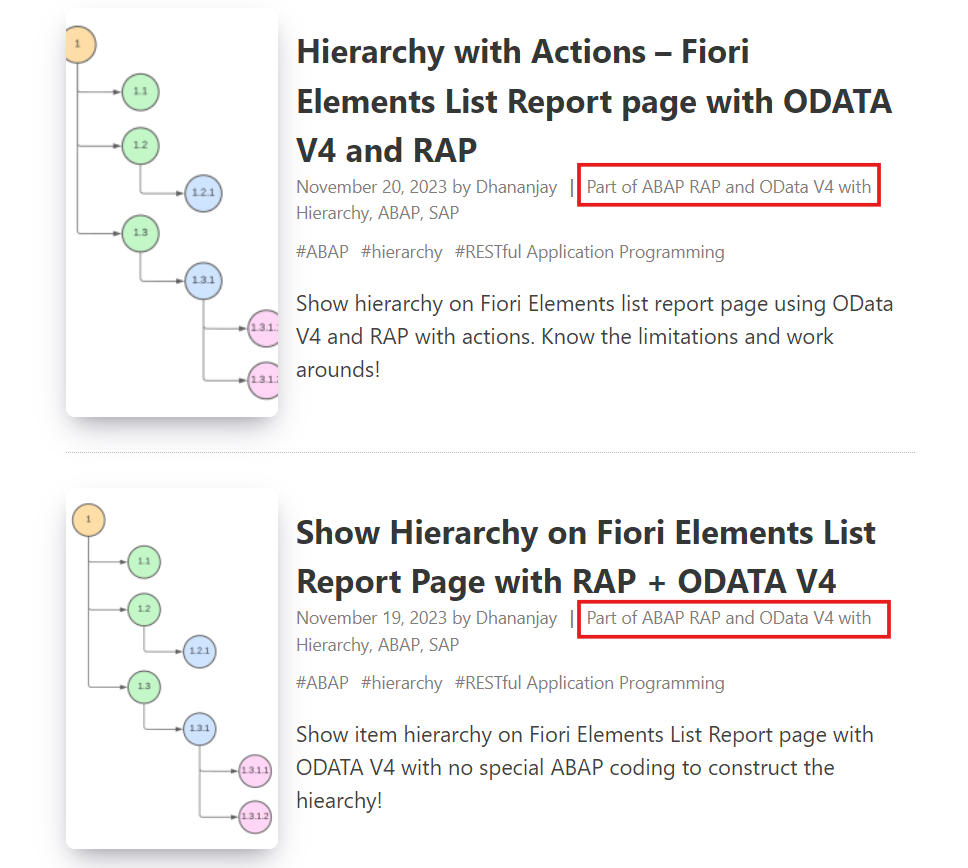 1
1.1
1.2
1.2.1
1.3
1.3.1
1.3.1.
1.3.1.2
Hierarchy with Actions – Fiori
Elements List Report page with ODATA
V4 and RAP
November 20, 2023 by Dhananjay | Part of ABAP RAP and OData V4 with
Hierarchy, ABAP, SAP
#ABAP #hierarchy #RESTful Application Programming
Show hierarchy on Fiori Elements list report page using OData
V4 and RAP with actions. Know the limitations and work
arounds!
1
1.1
1.2
1.2.1
1.3
1.3.1
1.3.1.1
1.3.1.2
Show Hierarchy on Fiori Elements List
Report Page with RAP + ODATA V4
November 19, 2023 by Dhananjay | Part of ABAP RAP and OData V4 with
Hierarchy, ABAP, SAP
#ABAP #hierarchy #RESTful Application Programming
Show item hierarchy on Fiori Elements List Report page with
ODATA V4 with no special ABAP coding to construct the
hiearchy!